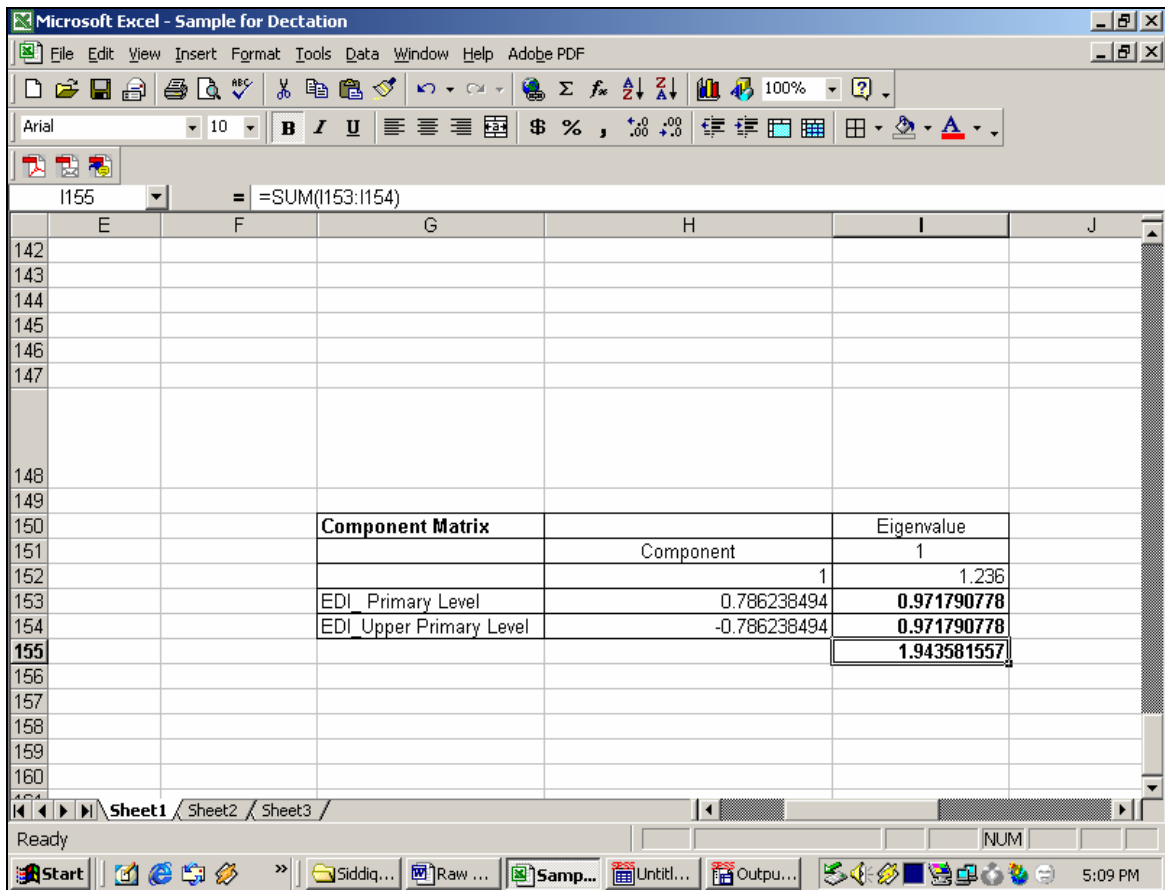 Microsoft Excel - Sample for Dectation
File Edit View Insert Format Tools Data Window Help Adobe PDF
100%
Arial 10 B I U $ % ,
I155 = =SUM(I153:I154)
E F G H I J
142
143
144
145
146
147
148
149
150 Component Matrix Eigenvalue
151 Component 1
152 1 1.236
153 EDI_ Primary Level 0.786238494 0.971790778
154 EDI_Upper Primary Level -0.786238494 0.971790778
155 1.943581557
156
157
158
159
160
Sheet1 Sheet2 Sheet3
Ready NUM
Start » Siddiq... Raw ... Samp... Untitl... Outpu... 5:09 PM